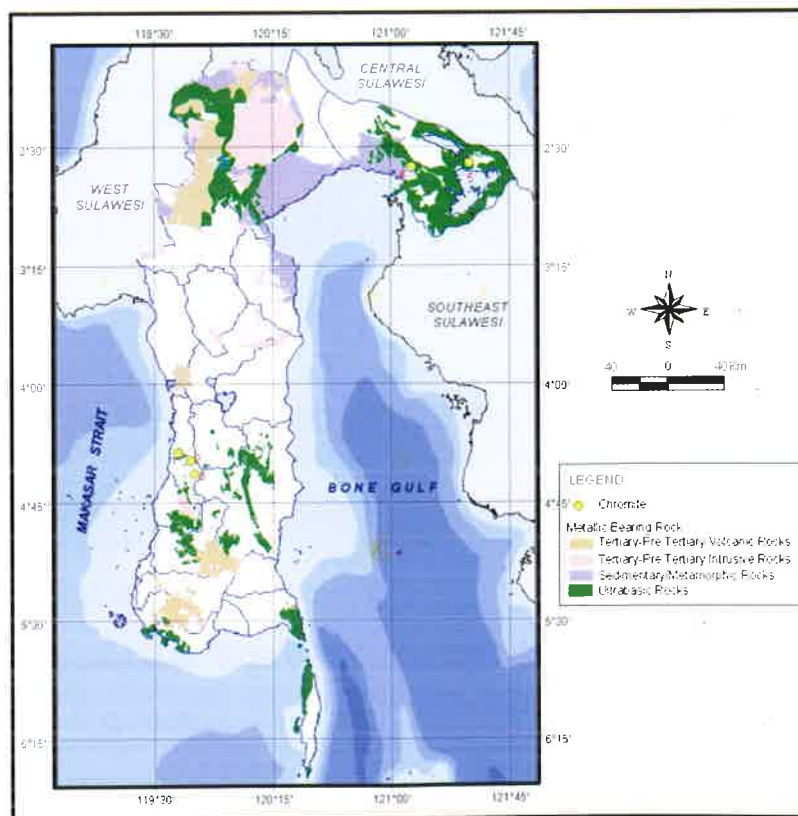 119°30' 120°15' 121°00' 121°45'
CENTRAL
SULAWESI
2°30' 2°30'
WEST
SULAWESI
3°15' 3°15'
SOUTHEAST
SULAWESI
N
W E
S
40 0 40 Km
4°00' 4°00'
MAKASAR STRAIT
BONE GULF
4°45' 4°45'
LEGEND
Chromate
Metallic Bearing Rock
Tertiary-Pre Tertiary Volcanic Rocks
Tertiary-Pre Tertiary Intrusive Rocks
Sedimentary/Metamorphic Rocks
Ultrabasic Rocks
5°30' 5°30'
6°15' 6°15'
119°30' 120°15' 121°00' 121°45'